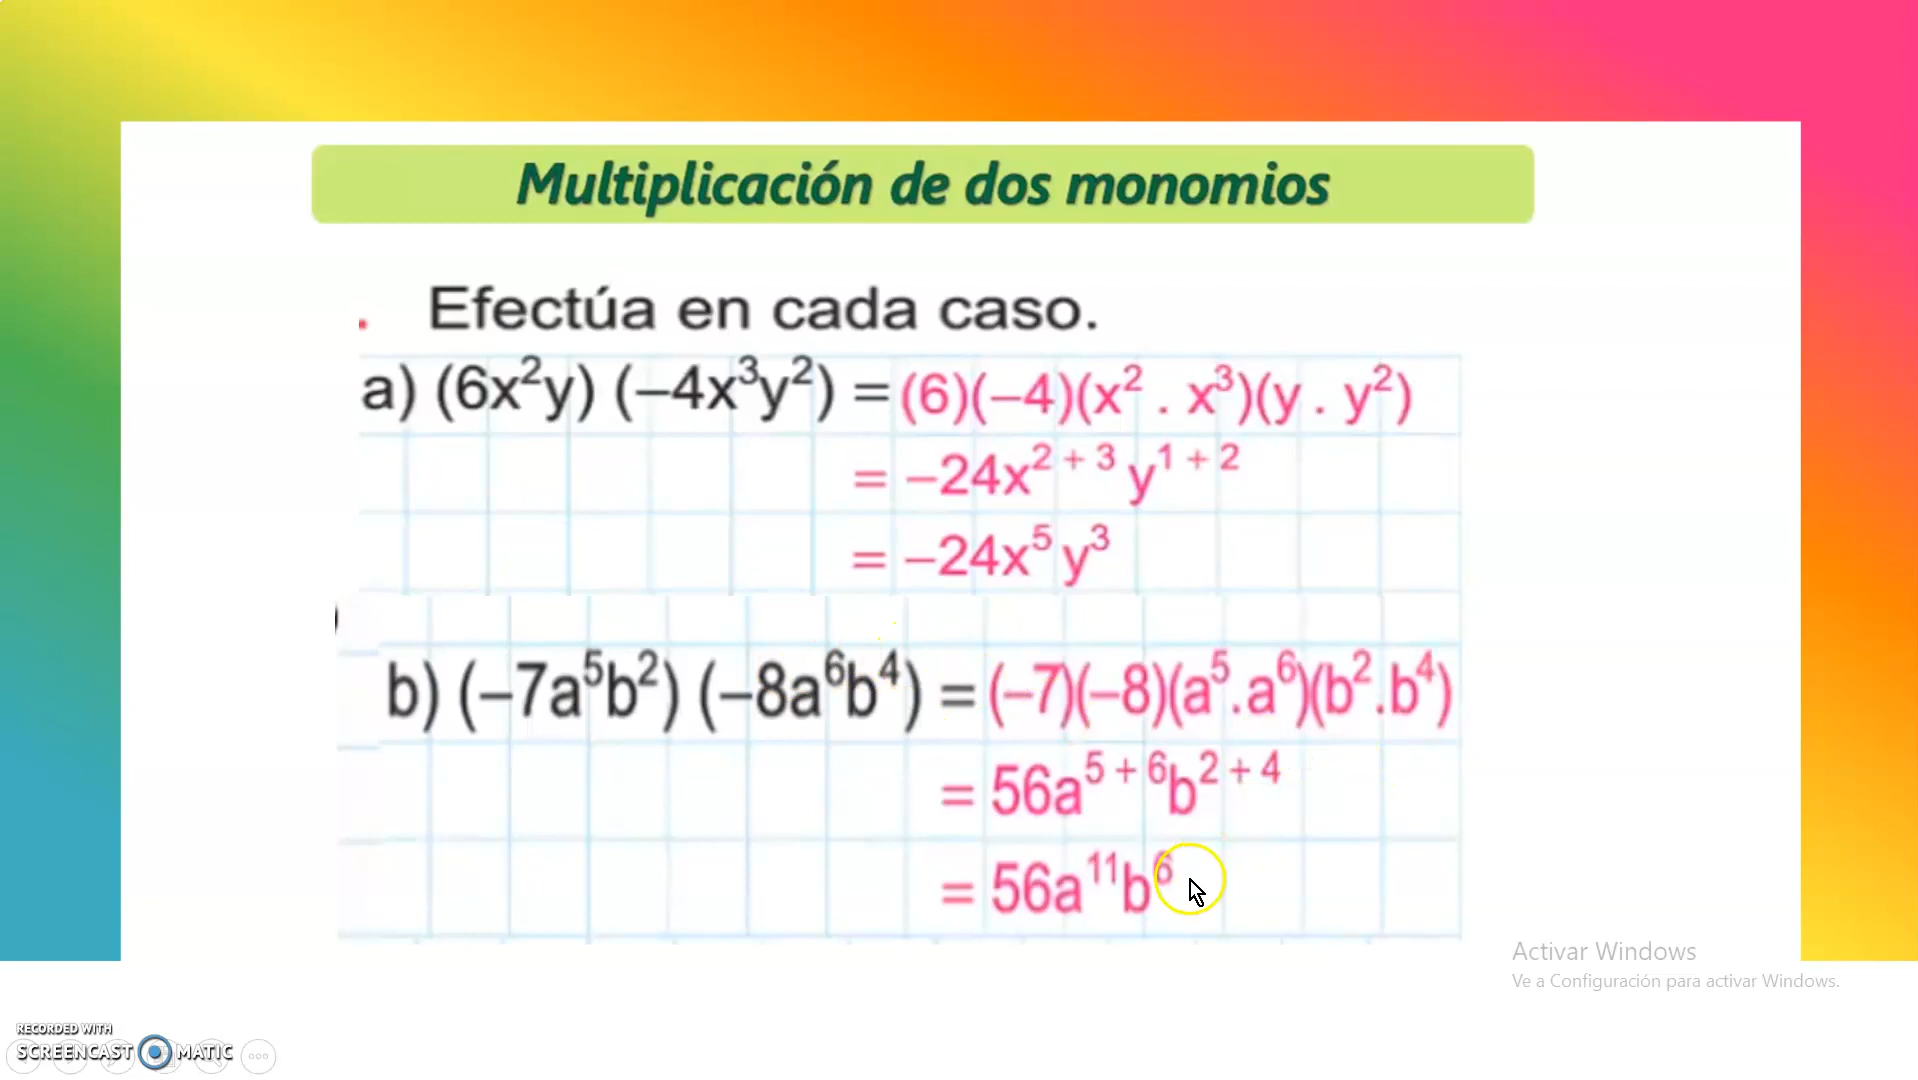 Multiplicación de dos monomios
Efectúa en cada caso.
a) (6x²y) (–4x³y²) = (6)(–4)(x² . x³)(y . y²)
= –24x²⁺³ y¹⁺²
= –24x⁵ y³
b) (–7a⁵b²) (–8a⁶b⁴) = (–7)(–8)(a⁵.a⁶)(b².b⁴)
= 56a⁵⁺⁶b²⁺⁴
= 56a¹¹b⁶
Activar Windows
Ve a Configuración para activar Windows.
RECORDED WITH
SCREENCAST MATIC